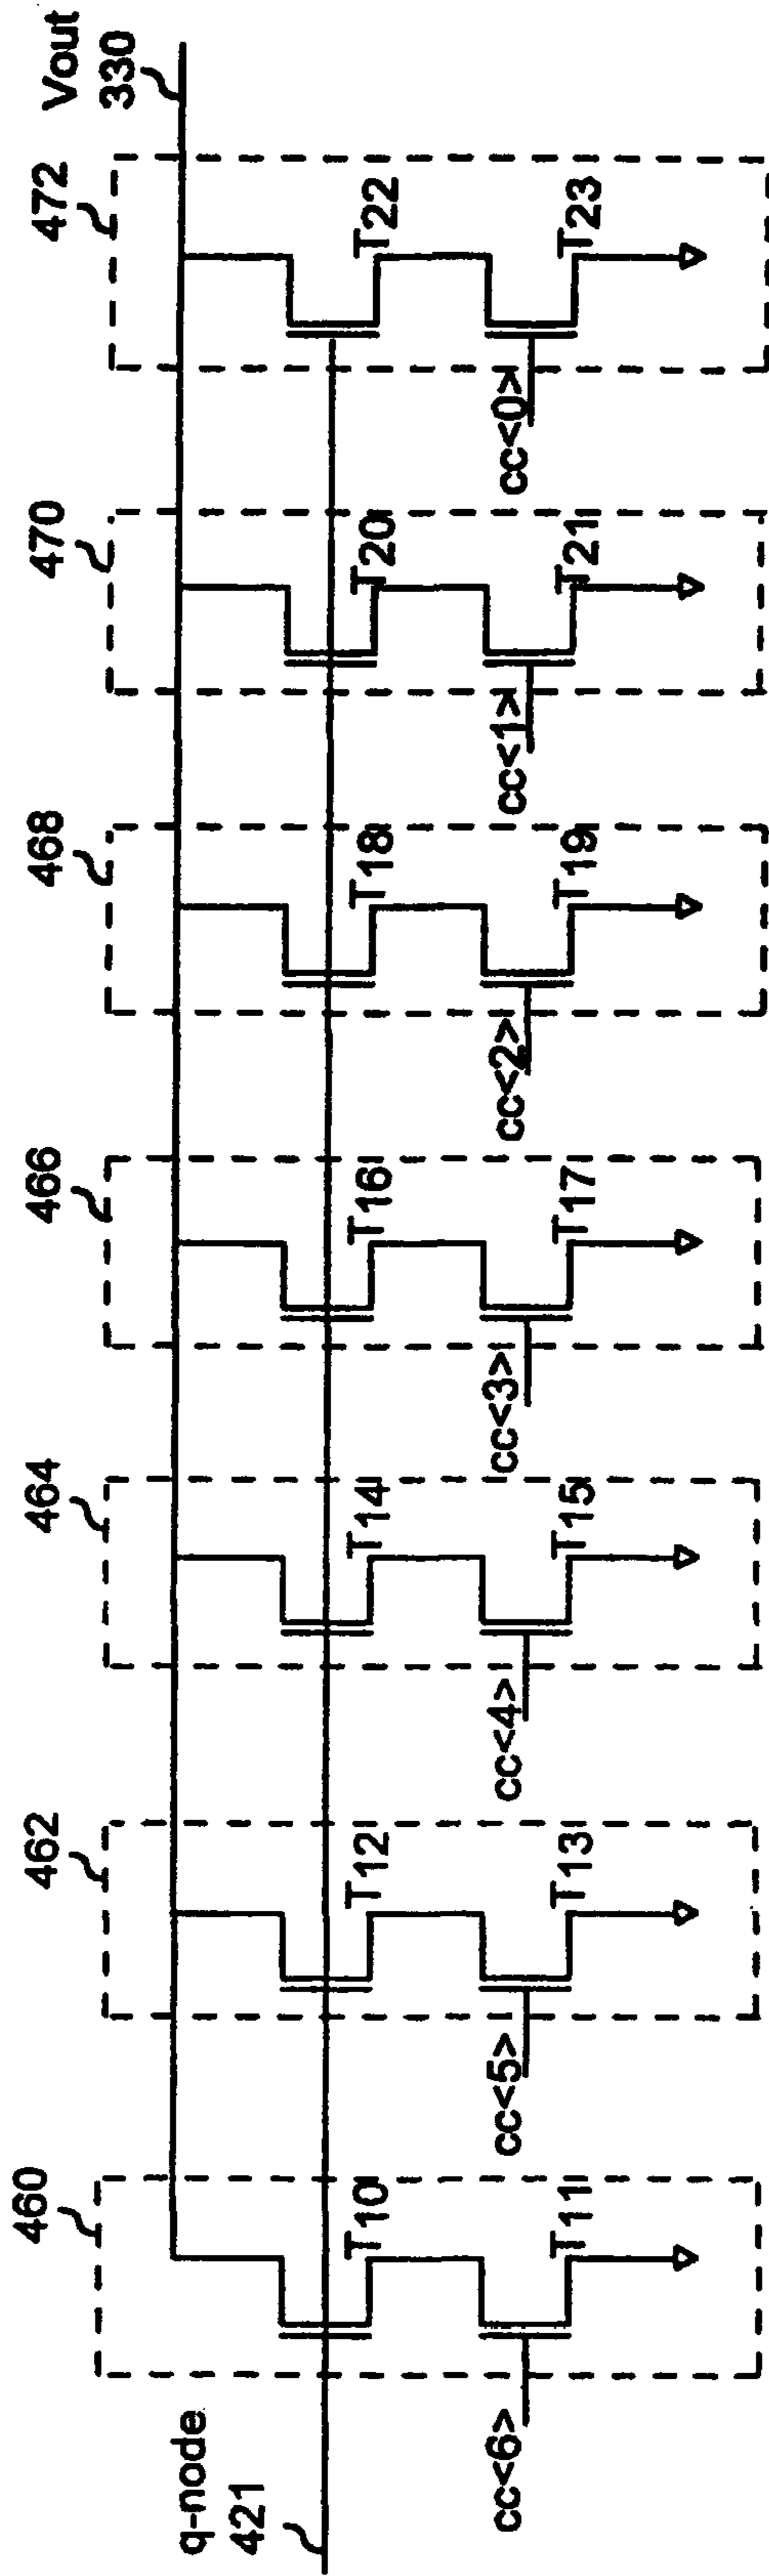 460
462
464
466
468
470
472
Vout
330
q-node
421
T10
T12
T14
T16
T18
T20
T22
T11
T13
T15
T17
T19
T21
T23
cc<6>
cc<5>
cc<4>
cc<3>
cc<2>
cc<1>
cc<0>